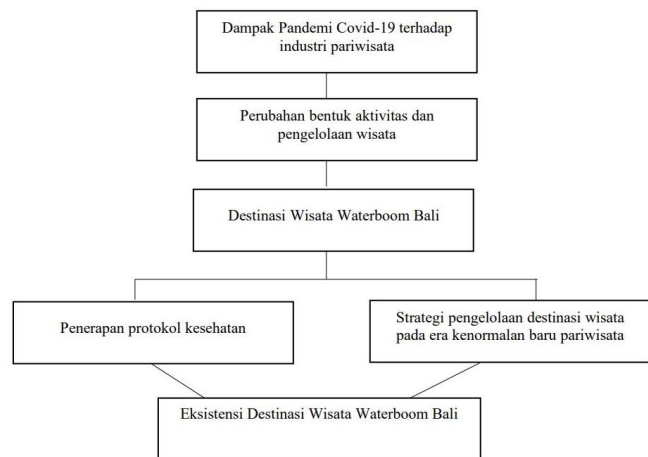 Dampak Pandemi Covid-19 terhadap
industri pariwisata
Perubahan bentuk aktivitas dan
pengelolaan wisata
Destinasi Wisata Waterboom Bali
Penerapan protokol kesehatan
Strategi pengelolaan destinasi wisata
pada era kenormalan baru pariwisata
Eksistensi Destinasi Wisata Waterboom Bali